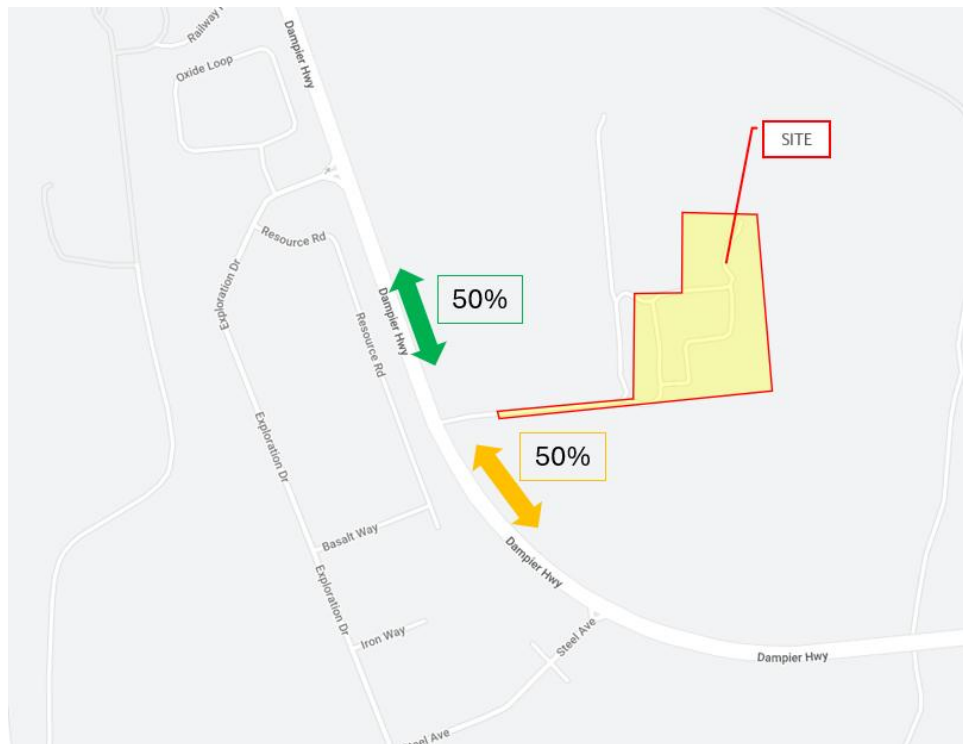 Railway
Dampier Hwy
Oxide Loop
SITE
Resource Rd
Exploration Dr
Dampier Hwy
50%
Resource Rd
Exploration Dr
50%
Basalt Way
Dampier Hwy
Exploration Dr
Iron Way
Steel Ave
Dampier Hwy
Steel Ave